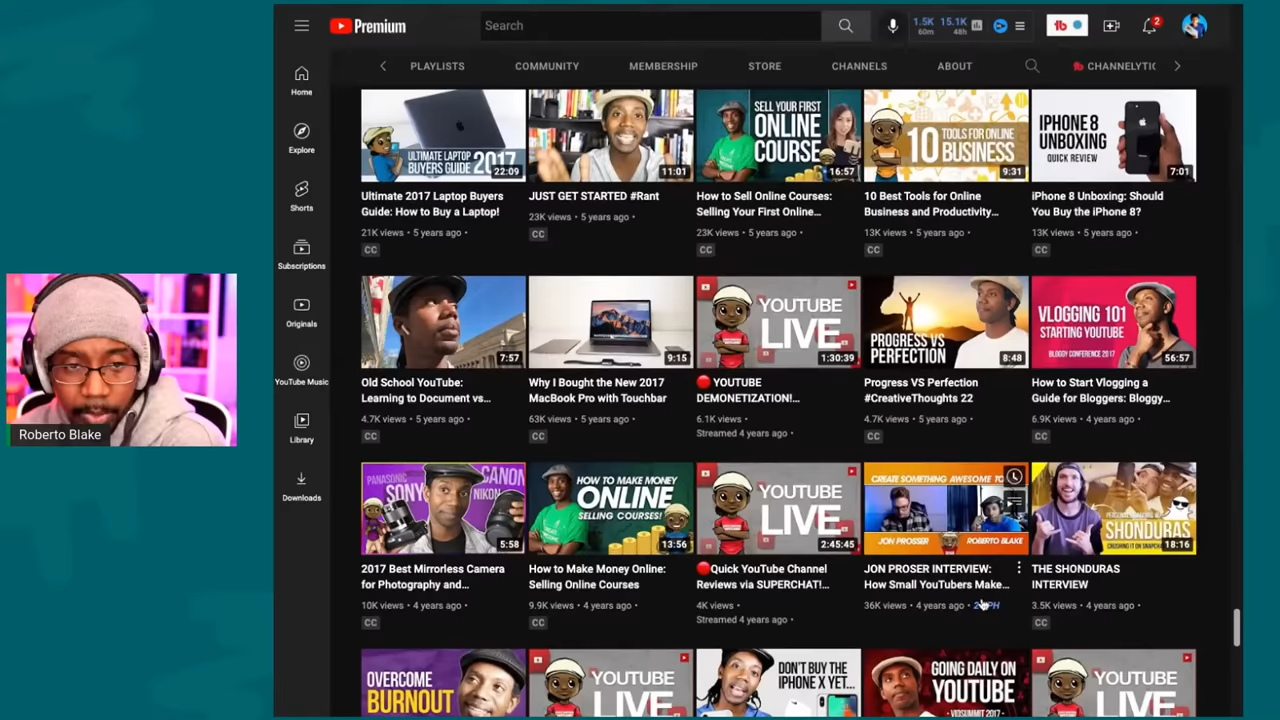 Premium
Search
1.5K 15.1K
60m 48h
tb
2
PLAYLISTS COMMUNITY MEMBERSHIP STORE CHANNELS ABOUT CHANNELYTIC
Home
Explore
Shorts
Subscriptions
Originals
YouTube Music
Library
Downloads
ULTIMATE LAPTOP
BUYERS GUIDE 2017
22:09
Ultimate 2017 Laptop Buyers
Guide: How to Buy a Laptop!
21K views • 5 years ago •
CC
11:01
JUST GET STARTED #Rant
23K views • 5 years ago •
CC
SELL YOUR FIRST
ONLINE
COURSE
16:57
How to Sell Online Courses:
Selling Your First Online...
23K views • 5 years ago •
CC
10 TOOLS FOR ONLINE
BUSINESS
9:31
10 Best Tools for Online
Business and Productivity...
13K views • 5 years ago •
CC
IPHONE 8
UNBOXING
QUICK REVIEW
7:01
iPhone 8 Unboxing: Should
You Buy the iPhone 8?
13K views • 5 years ago •
CC
7:57
Old School YouTube:
Learning to Document vs...
4.7K views • 5 years ago •
CC
9:15
Why I Bought the New 2017
MacBook Pro with Touchbar
63K views • 5 years ago •
CC
YOUTUBE
LIVE
1:30:39
YOUTUBE
DEMONETIZATION!...
6.1K views •
Streamed 4 years ago •
PROGRESS VS
PERFECTION
8:48
Progress VS Perfection
#CreativeThoughts 22
4.7K views • 5 years ago •
CC
VLOGGING 101
STARTING YOUTUBE
BLOGGY CONFERENCE 2017
56:57
How to Start Vlogging a
Guide for Bloggers: Bloggy...
6.9K views • 4 years ago •
CC
PANASONIC CANON
SONY NIKON
5:58
2017 Best Mirrorless Camera
for Photography and...
10K views • 4 years ago •
CC
HOW TO MAKE MONEY
ONLINE
SELLING COURSES!
13:56
How to Make Money Online:
Selling Online Courses
9.9K views • 4 years ago •
CC
YOUTUBE
LIVE
2:45:45
Quick YouTube Channel
Reviews via SUPERCHAT!...
4K views •
Streamed 4 years ago •
CREATE SOMETHING AWESOME TO
JON PROSSER ROBERTO BLAKE
JON PROSER INTERVIEW:
How Small YouTubers Make...
36K views • 4 years ago •
SHONDURAS
18:16
THE SHONDURAS
INTERVIEW
3.5K views • 4 years ago •
CC
OVERCOME
BURNOUT
YOUTUBE
LIVE
DON'T BUY THE
IPHONE X YET...
GOING DAILY ON
YOUTUBE
VIDSUMMIT 2017
YOUTUBE
LIVE
Roberto Blake